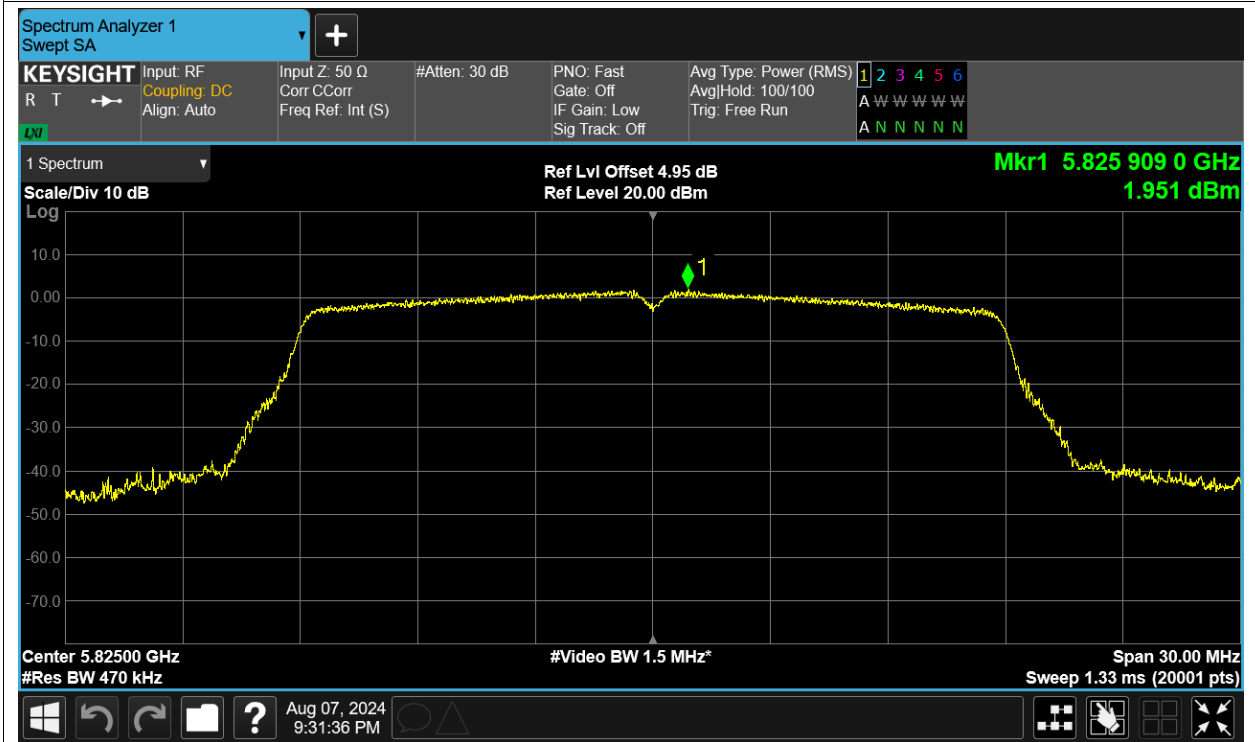 Spectrum Analyzer 1
Swept SA
KEYSIGHT
R T
LXI
Input: RF
Coupling: DC
Align: Auto
Input Z: 50 Ω
Corr CCorr
Freq Ref: Int (S)
#Atten: 30 dB
PNO: Fast
Gate: Off
IF Gain: Low
Sig Track: Off
Avg Type: Power (RMS)
Avg|Hold: 100/100
Trig: Free Run
1 2 3 4 5 6
A W W W W W
A N N N N N
1 Spectrum
Scale/Div 10 dB
Ref Lvl Offset 4.95 dB
Ref Level 20.00 dBm
Mkr1 5.825 909 0 GHz
1.951 dBm
Log
10.0
0.00
-10.0
-20.0
-30.0
-40.0
-50.0
-60.0
-70.0
1
Center 5.82500 GHz
#Res BW 470 kHz
#Video BW 1.5 MHz*
Span 30.00 MHz
Sweep 1.33 ms (20001 pts)
?
Aug 07, 2024
9:31:36 PM